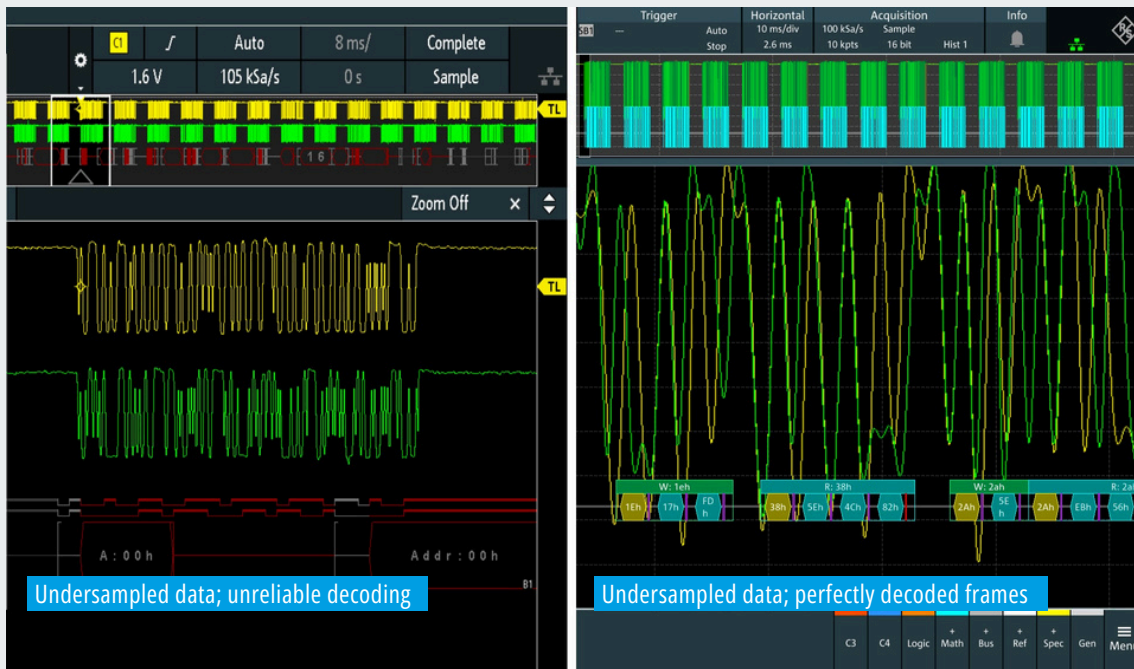 C1
Auto
8 ms/
Complete
1.6 V
105 kSa/s
0 s
Sample
TL
16
Zoom Off
TL
A:00h
Addr:00h
B1
Undersampled data; unreliable decoding
Trigger
Horizontal
Acquisition
Info
SB1
Auto
10 ms/div
100 kSa/s
Sample
Stop
2.6 ms
10 kpts
16 bit
Hist 1
R&S
W: 1eh
R: 38h
W: 2ah
R: 2a
1Eh
17h
FD
h
38h
5Eh
4Ch
82h
2Ah
5E
h
2Ah
EBh
56h
Undersampled data; perfectly decoded frames
C3
C4
Logic
+
Math
+
Bus
+
Ref
+
Spec
Gen
Menu